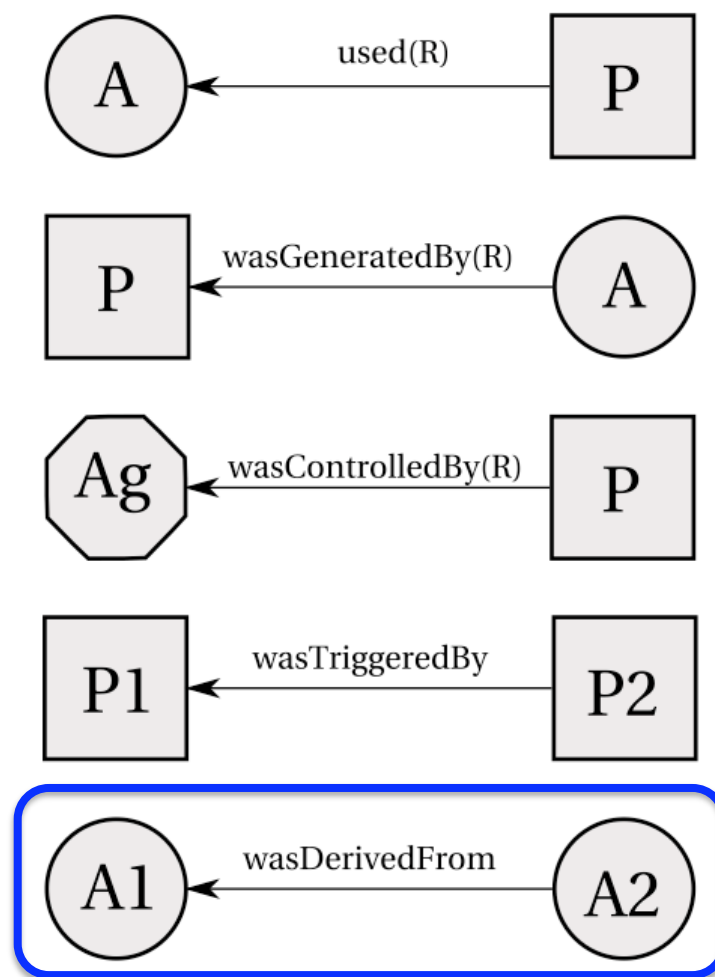 A used(R) P
P wasGeneratedBy(R) A
Ag wasControlledBy(R) P
P1 wasTriggeredBy P2
A1 wasDerivedFrom A2